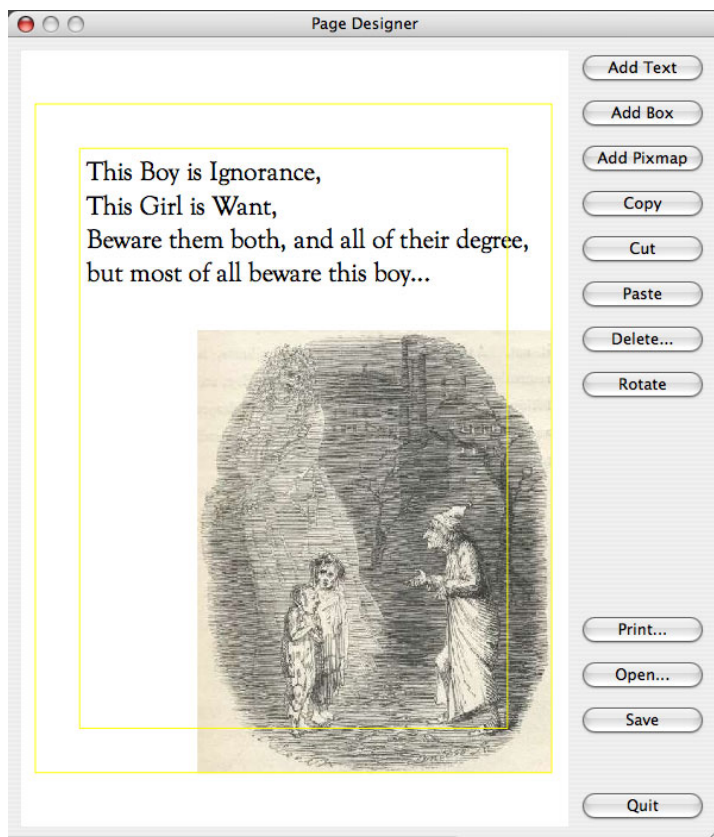 Page Designer
This Boy is Ignorance,
This Girl is Want,
Beware them both, and all of their degree,
but most of all beware this boy...
Add Text
Add Box
Add Pixmap
Copy
Cut
Paste
Delete...
Rotate
Print...
Open...
Save
Quit